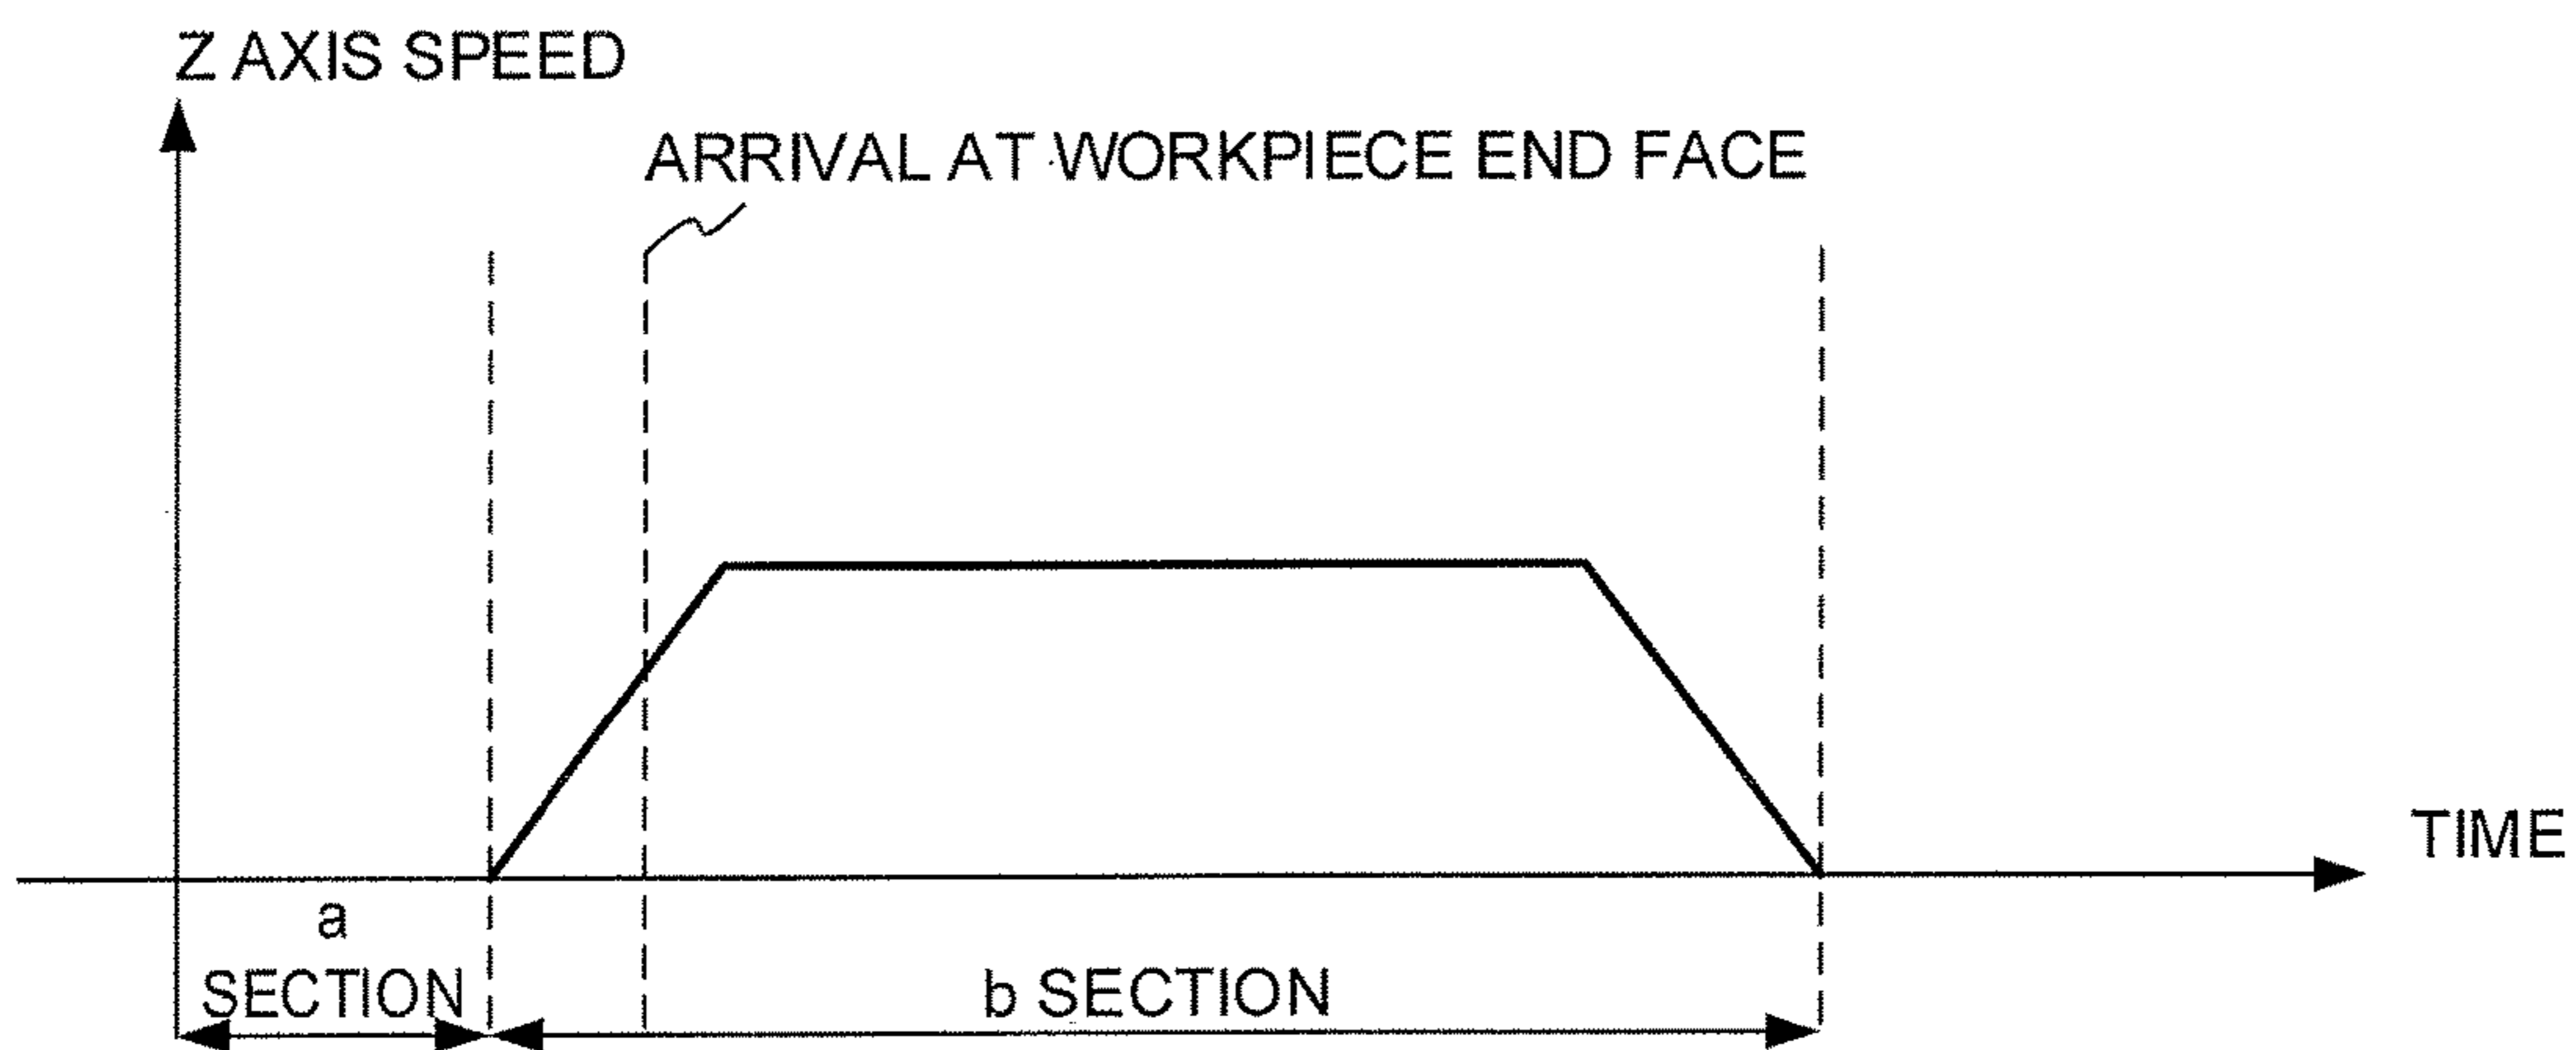 Z AXIS SPEED
ARRIVAL AT WORKPIECE END FACE
TIME
a
SECTION
b SECTION